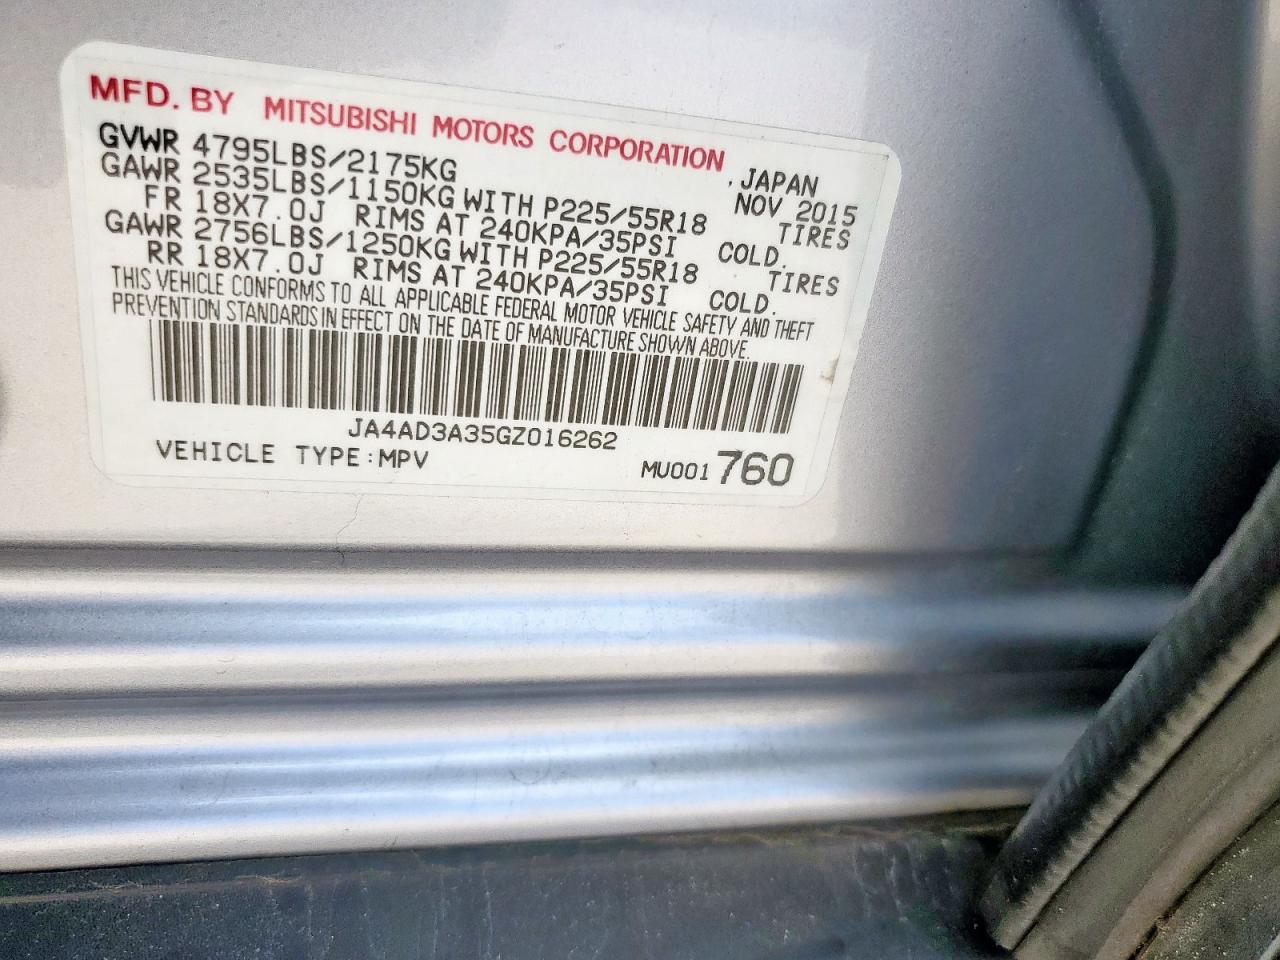 MFD. BY MITSUBISHI MOTORS CORPORATION
, JAPAN
GVWR 4795LBS/2175KG NOV 2015
GAWR 2535LBS/1150KG WITH P225/55R18 TIRES
FR 18X7.0J RIMS AT 240KPA/35PSI COLD.
GAWR 2756LBS/1250KG WITH P225/55R18 TIRES
RR 18X7.0J RIMS AT 240KPA/35PSI COLD.
THIS VEHICLE CONFORMS TO ALL APPLICABLE FEDERAL MOTOR VEHICLE SAFETY AND THEFT
PREVENTION STANDARDS IN EFFECT ON THE DATE OF MANUFACTURE SHOWN ABOVE.
JA4AD3A35GZ016262
VEHICLE TYPE:MPV MU001 760